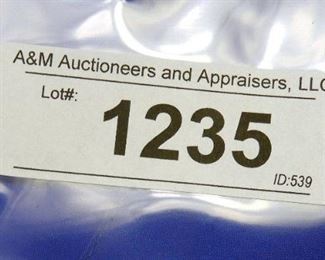 A&M Auctioneers and Appraisers, LLC
Lot#:
1235
ID:539